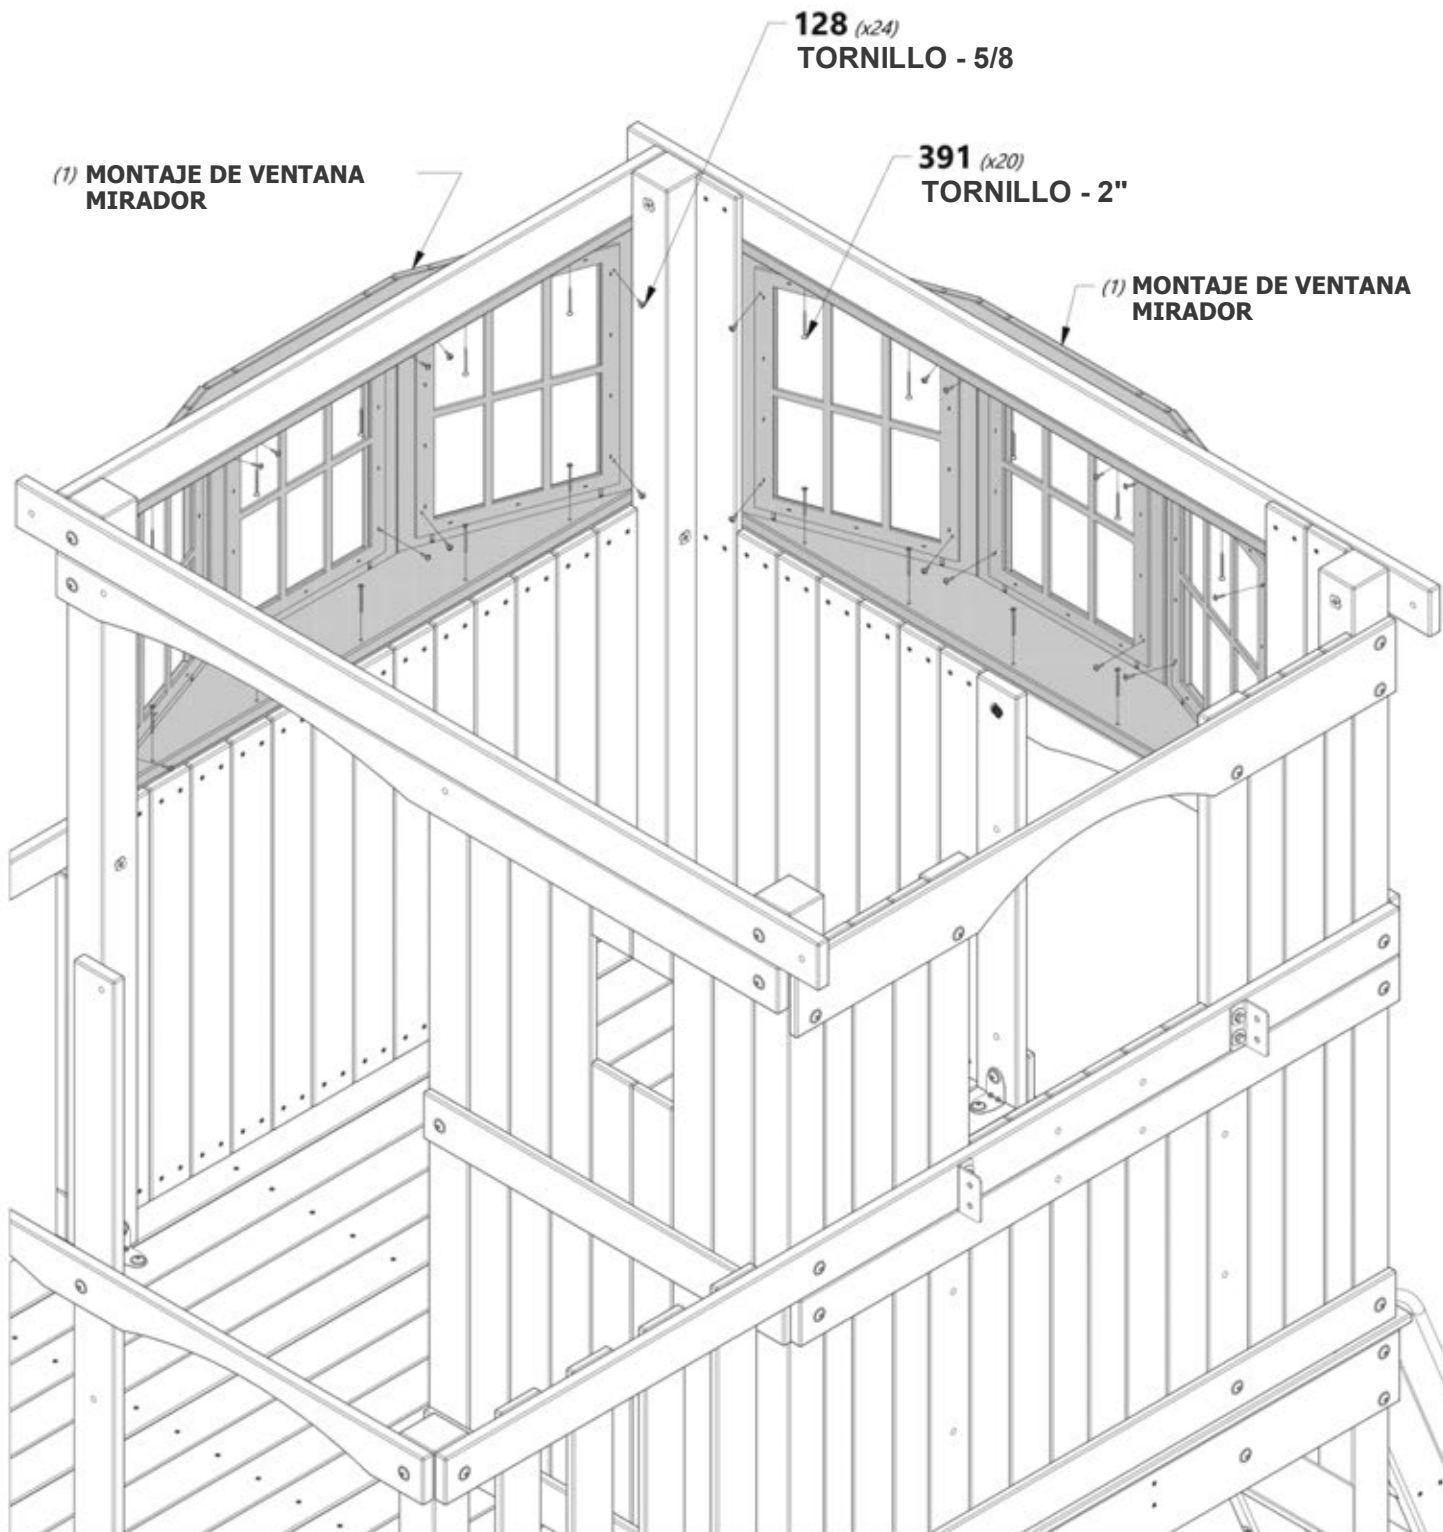 128 (x24)
TORNILLO - 5/8
391 (x20)
TORNILLO - 2"
(1) MONTAJE DE VENTANA
MIRADOR
(1) MONTAJE DE VENTANA
MIRADOR